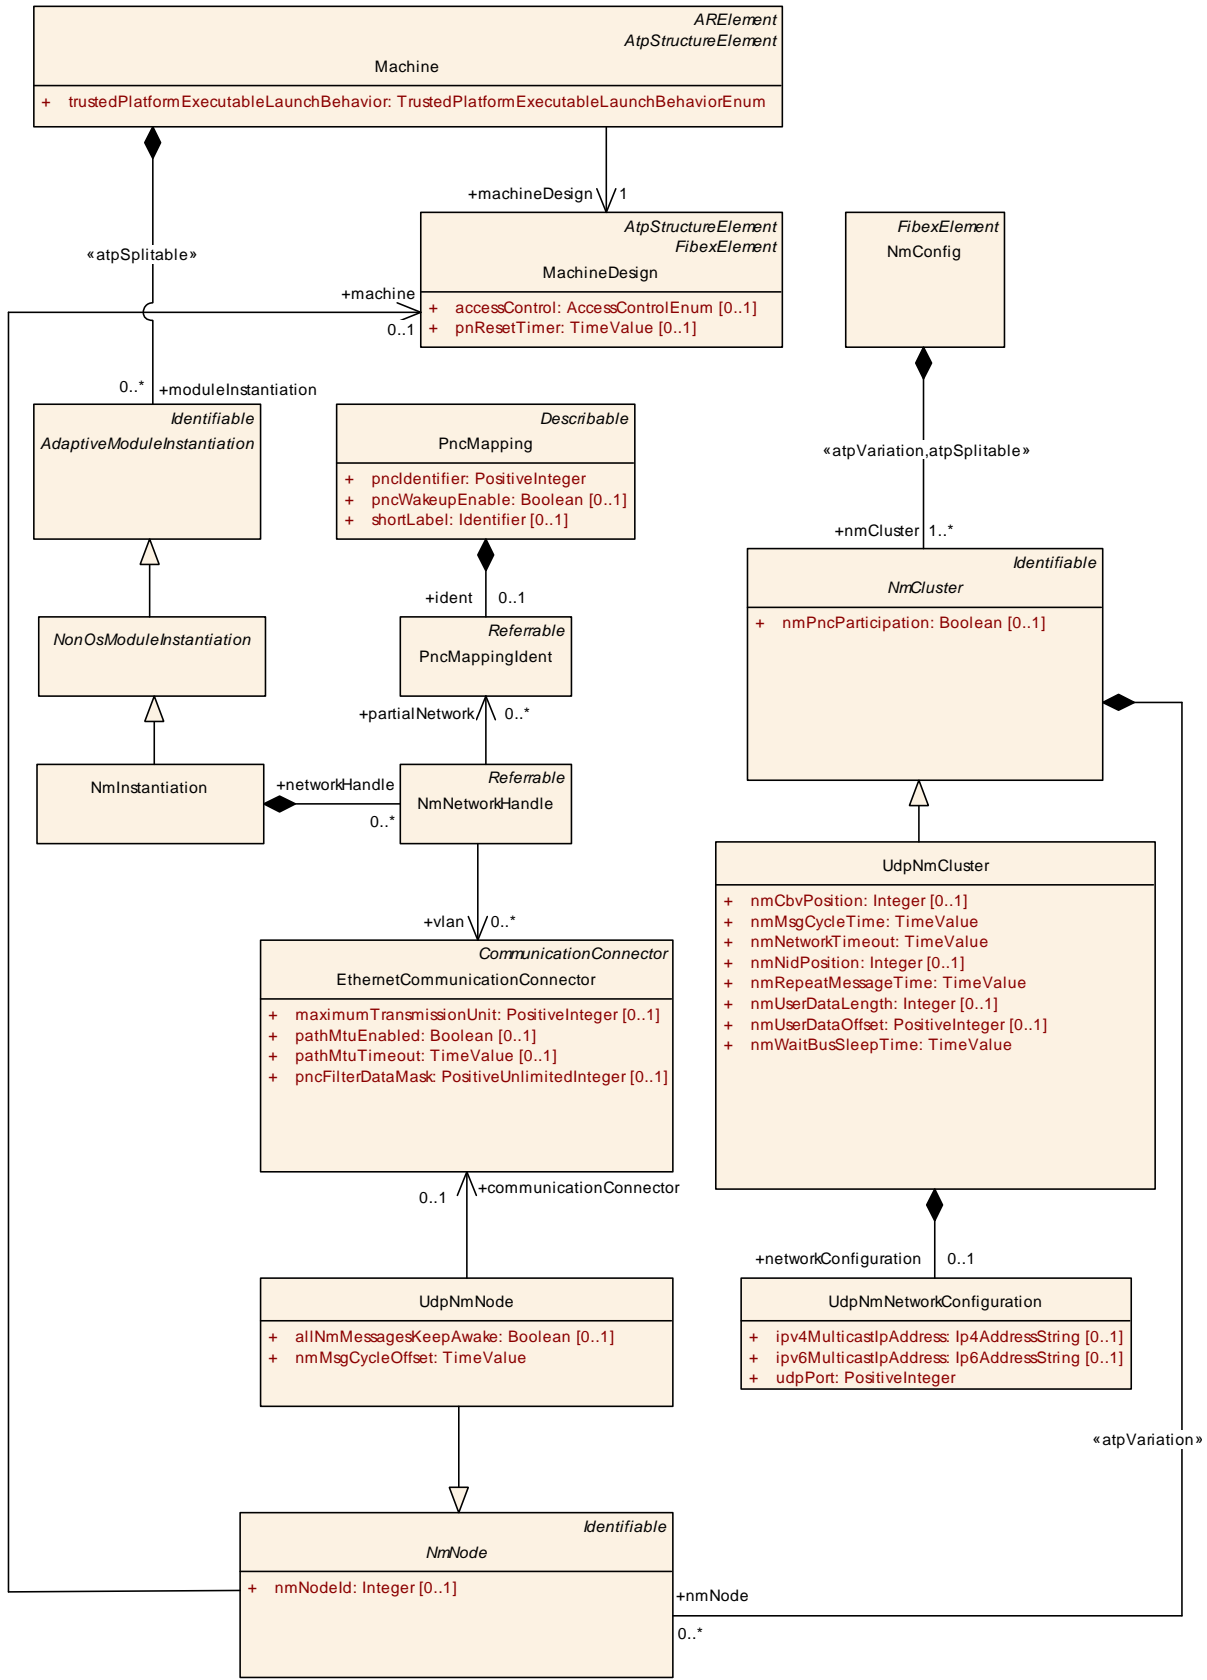 ARElement
AtpStructureElement
Machine
+ trustedPlatformExecutableLaunchBehavior: TrustedPlatformExecutableLaunchBehaviorEnum
+machineDesign 1
AtpStructureElement
FibexElement
MachineDesign
+ accessControl: AccessControlEnum [0..1]
+ pnResetTimer: TimeValue [0..1]
FibexElement
NmConfig
«atpSplitable»
+machine
0..1
0..* +moduleInstantiation
Identifiable
AdaptiveModuleInstantiation
Describable
PncMapping
+ pncIdentifier: PositiveInteger
+ pncWakeupEnable: Boolean [0..1]
+ shortLabel: Identifier [0..1]
«atpVariation,atpSplitable»
+nmCluster 1..*
Identifiable
NmCluster
+ nmPncParticipation: Boolean [0..1]
+ident 0..1
NonOsModuleInstantiation
Referrable
PncMappingIdent
+partialNetwork 0..*
NmInstantiation
+networkHandle
0..*
Referrable
NmNetworkHandle
+vlan 0..*
UdpNmCluster
+ nmCbvPosition: Integer [0..1]
+ nmMsgCycleTime: TimeValue
+ nmNetworkTimeout: TimeValue
+ nmNidPosition: Integer [0..1]
+ nmRepeatMessageTime: TimeValue
+ nmUserDataLength: Integer [0..1]
+ nmUserDataOffset: PositiveInteger [0..1]
+ nmWaitBusSleepTime: TimeValue
CommunicationConnector
EthernetCommunicationConnector
+ maximumTransmissionUnit: PositiveInteger [0..1]
+ pathMtuEnabled: Boolean [0..1]
+ pathMtuTimeout: TimeValue [0..1]
+ pncFilterDataMask: PositiveUnlimitedInteger [0..1]
0..1 +communicationConnector
+networkConfiguration 0..1
UdpNmNode
+ allNmMessagesKeepAwake: Boolean [0..1]
+ nmMsgCycleOffset: TimeValue
UdpNmNetworkConfiguration
+ ipv4MulticastIpAddress: Ip4AddressString [0..1]
+ ipv6MulticastIpAddress: Ip6AddressString [0..1]
+ udpPort: PositiveInteger
«atpVariation»
Identifiable
NmNode
+ nmNodeId: Integer [0..1]
+nmNode
0..*